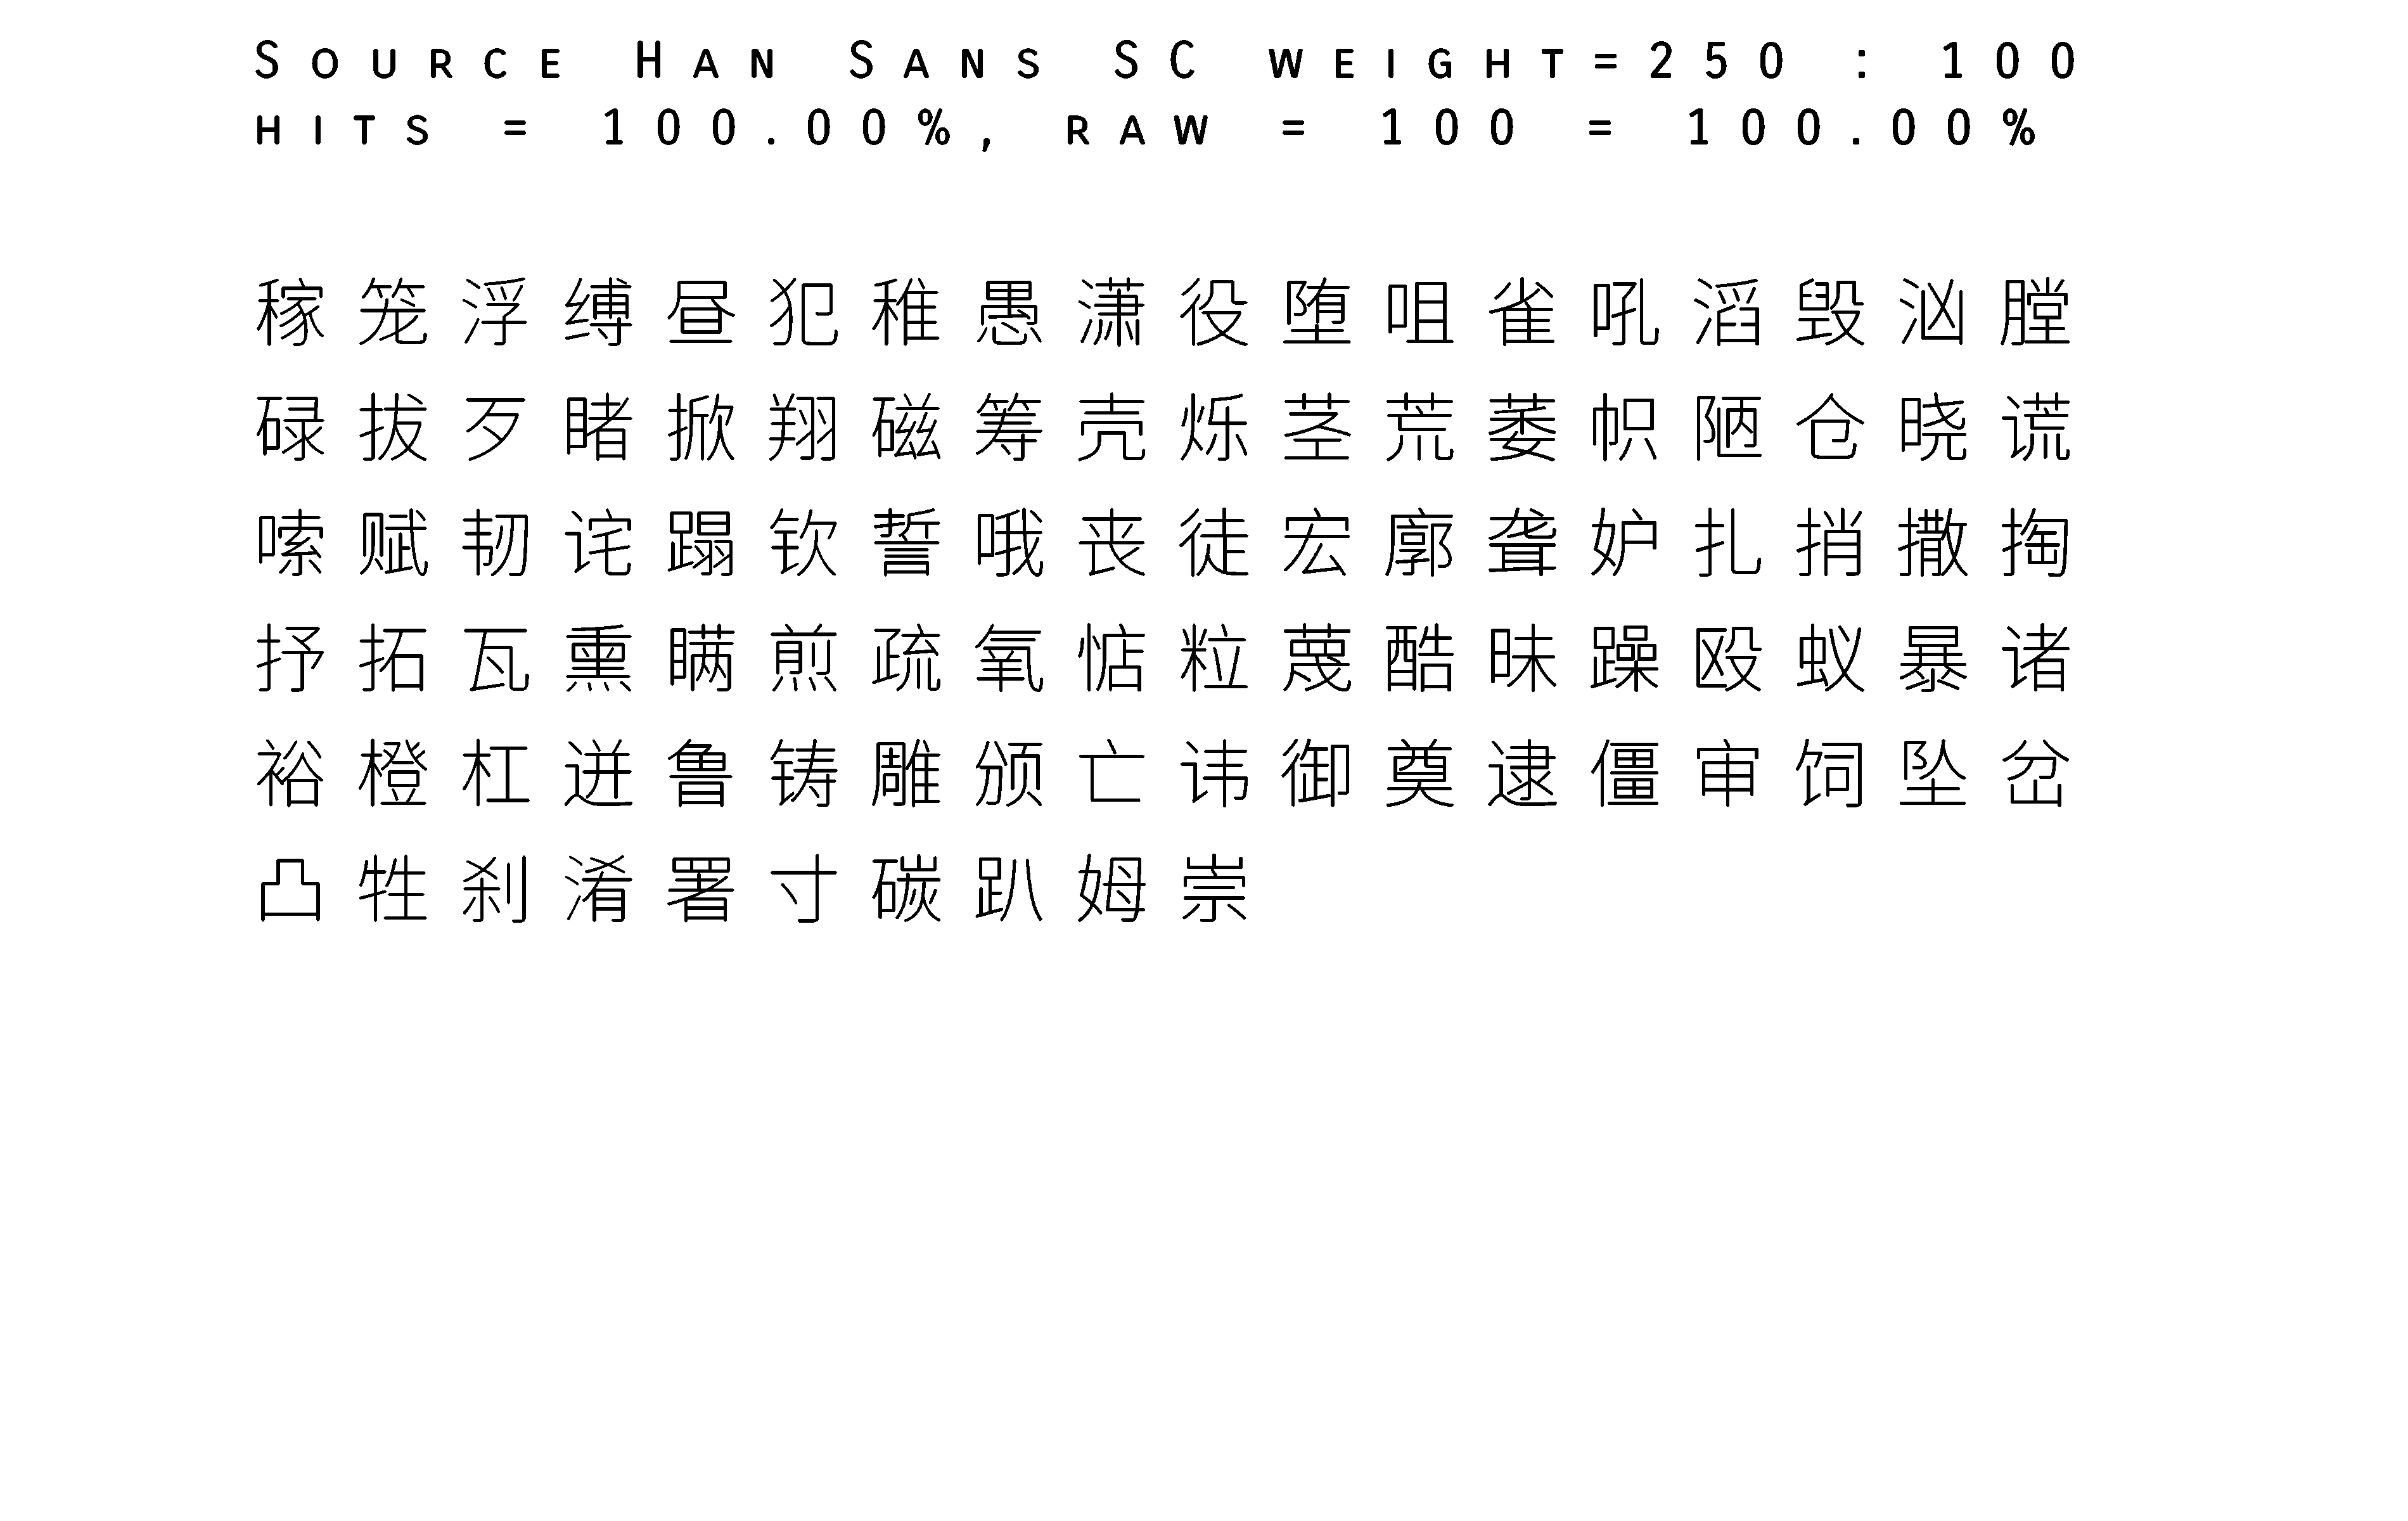 Source Han Sans SC weight=250 : 100
hits = 100.00%, raw = 100 = 100.00%
稼笼浮缚昼犯稚愚潇役堕咀雀吼滔毁汹膛
碌拔歹睹掀翔磁筹壳烁茎荒萎帜陋仓晓谎
嗦赋韧诧蹋钦誓哦丧徒宏廓聋妒扎捎撒掏
抒拓瓦熏瞒煎疏氧惦粒蔑酷昧躁殴蚁暴诸
裕橙杠迸鲁铸雕颁亡讳御奠逮僵审饲坠岔
凸牲刹淆署寸碳趴姆崇